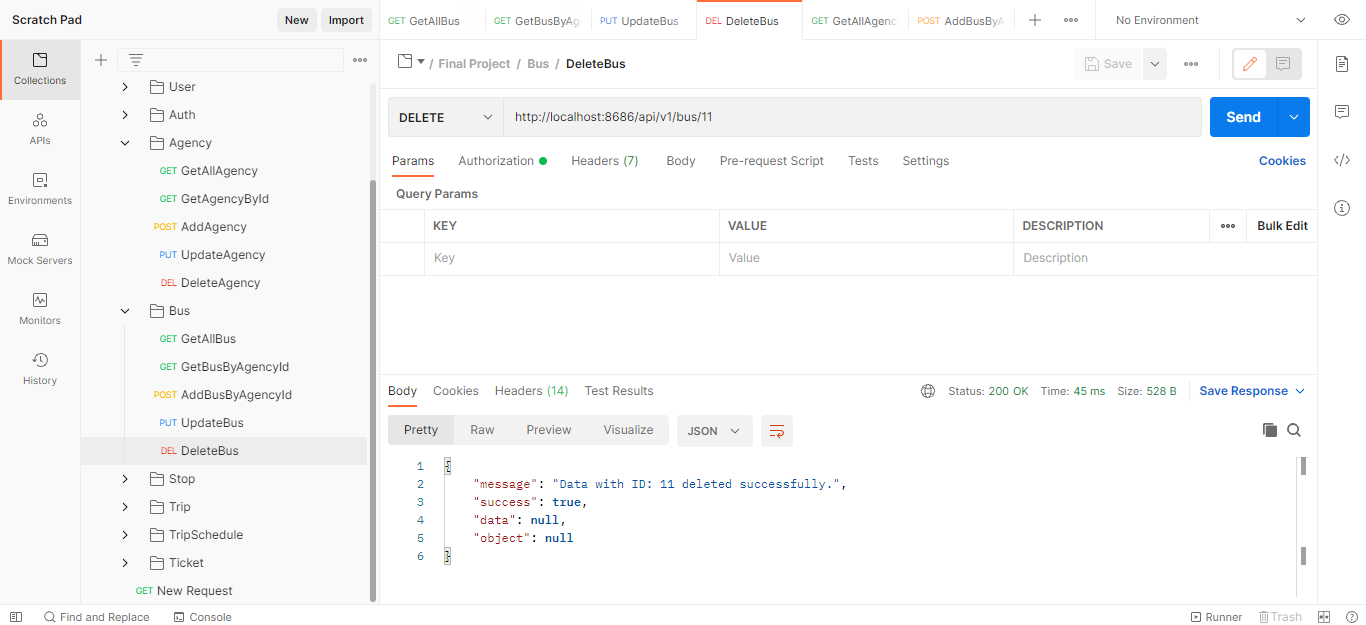 Scratch Pad
New
Import
GET GetAllBus
GET GetBusByAg
PUT UpdateBus
DEL DeleteBus
GET GetAllAgenc
POST AddBusByA
No Environment
Collections
APIs
Environments
Mock Servers
Monitors
History
User
Auth
Agency
GET GetAllAgency
GET GetAgencyById
POST AddAgency
PUT UpdateAgency
DEL DeleteAgency
Bus
GET GetAllBus
GET GetBusByAgencyId
POST AddBusByAgencyId
PUT UpdateBus
DEL DeleteBus
Stop
Trip
TripSchedule
Ticket
GET New Request
/ Final Project / Bus / DeleteBus
Save
DELETE
http://localhost:8686/api/v1/bus/11
Send
Params
Authorization
Headers (7)
Body
Pre-request Script
Tests
Settings
Cookies
Query Params
KEY
VALUE
DESCRIPTION
Bulk Edit
Key
Value
Description
Body
Cookies
Headers (14)
Test Results
Status: 200 OK
Time: 45 ms
Size: 528 B
Save Response
Pretty
Raw
Preview
Visualize
JSON
1 {
2 "message": "Data with ID: 11 deleted successfully.",
3 "success": true,
4 "data": null,
5 "object": null
6 }
Find and Replace
Console
Runner
Trash